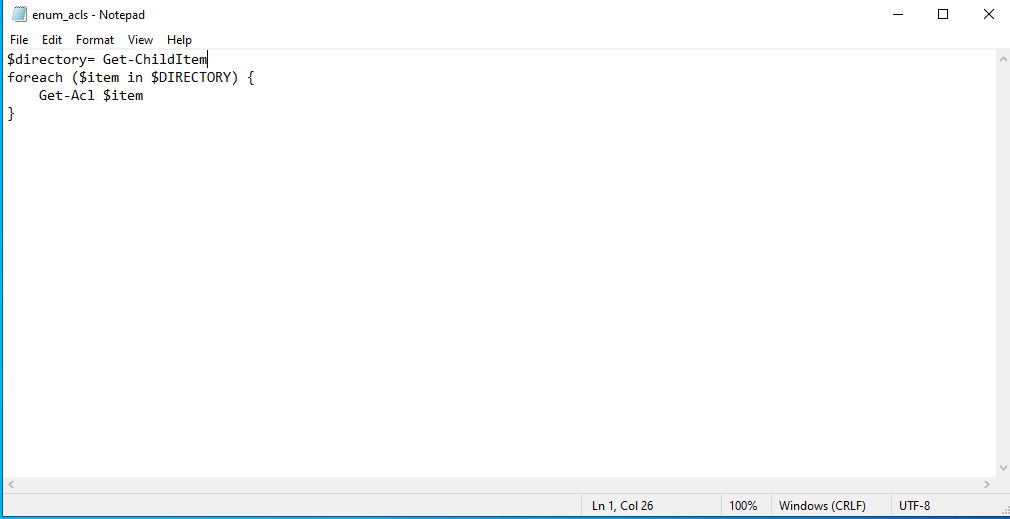 enum_acls - Notepad
File Edit Format View Help
$directory= Get-ChildItem
foreach ($item in $DIRECTORY) {
    Get-Acl $item
}
Ln 1, Col 26 100% Windows (CRLF) UTF-8